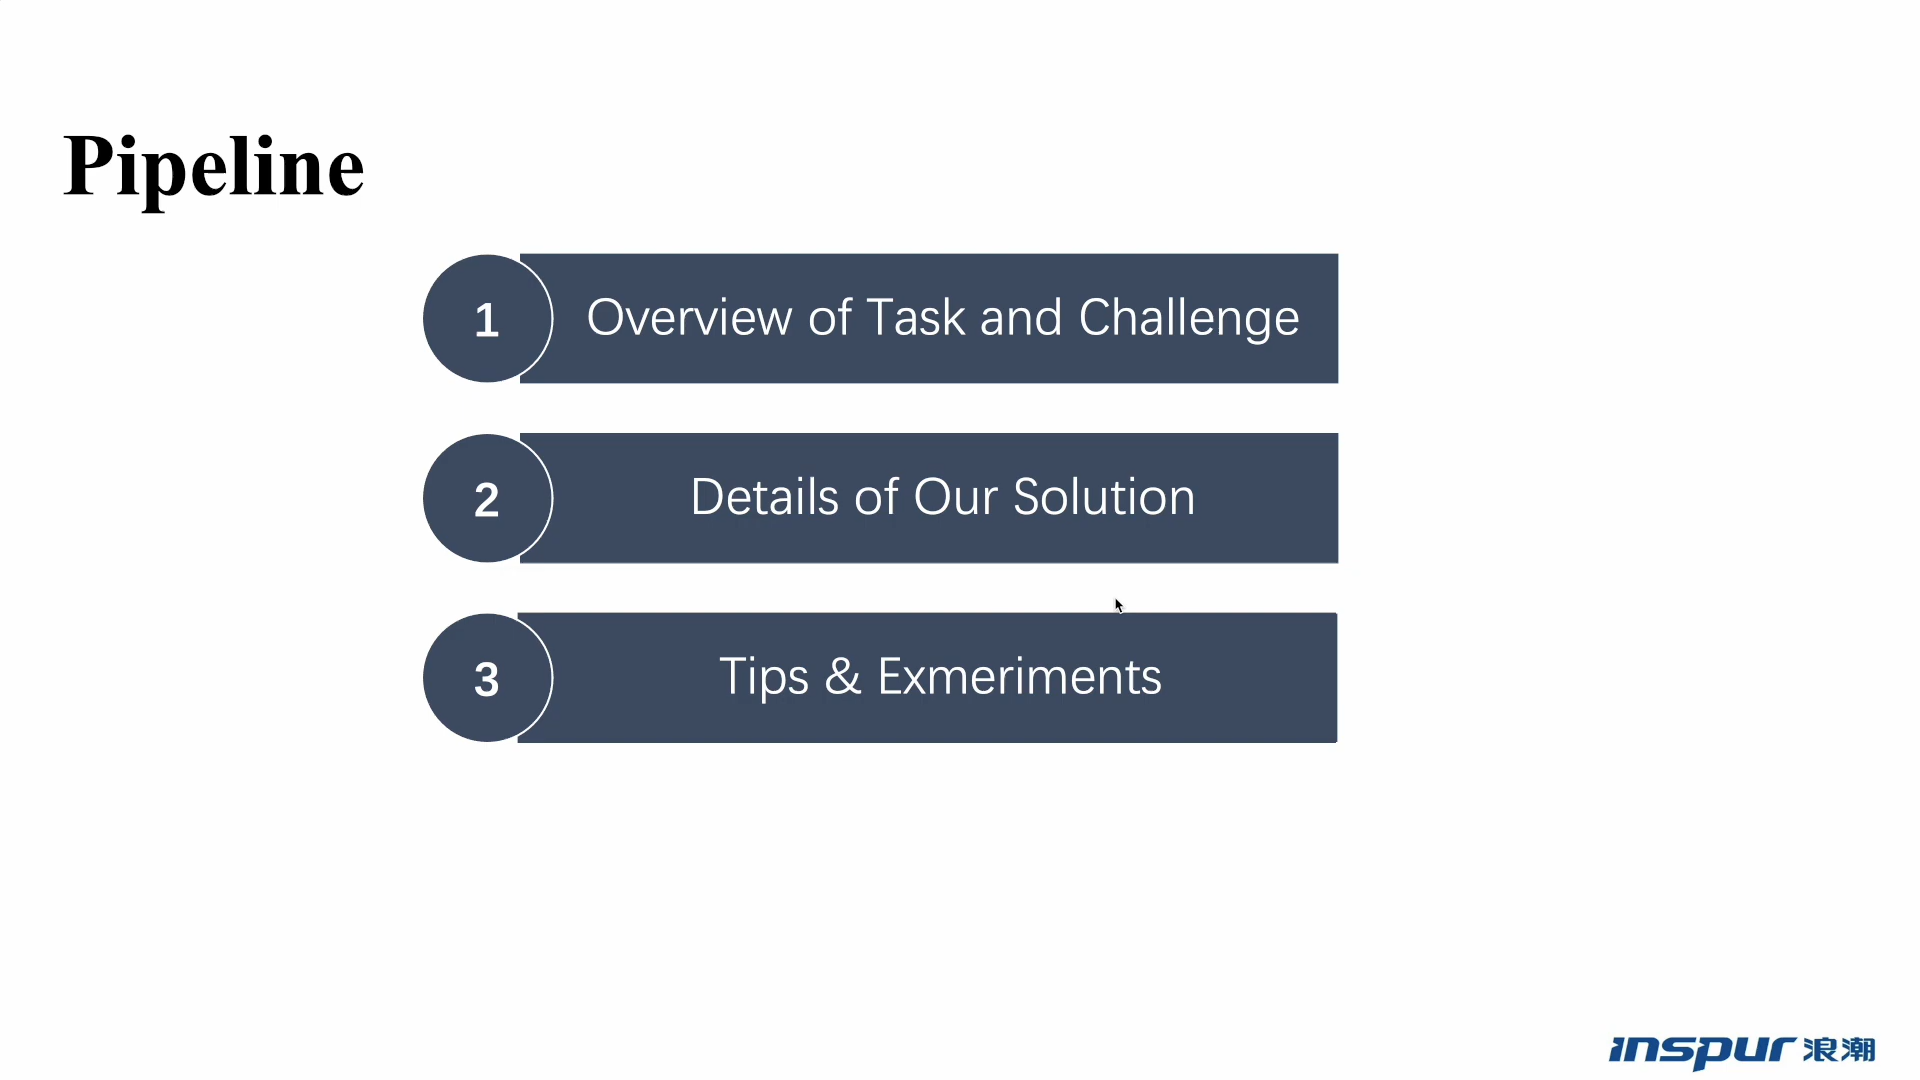 Pipeline
1
Overview of Task and Challenge
2
Details of Our Solution
3
Tips & Exmeriments
inspur 浪潮